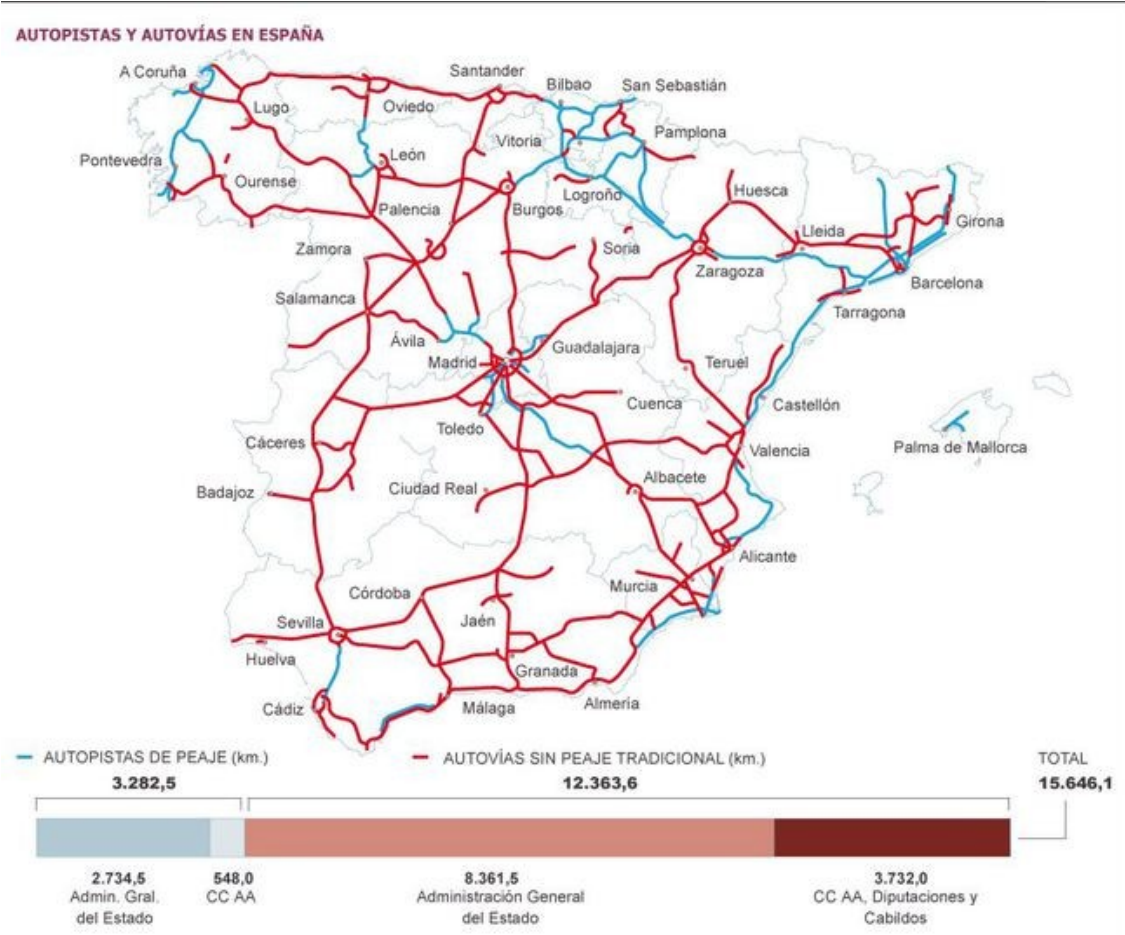 AUTOPISTAS Y AUTOVÍAS EN ESPAÑA
A Coruña
Santander
Bilbao
San Sebastián
Lugo
Oviedo
Vitoria
Pamplona
Pontevedra
León
Ourense
Logroño
Huesca
Palencia
Burgos
Girona
Lleida
Zamora
Soria
Zaragoza
Barcelona
Salamanca
Tarragona
Ávila
Guadalajara
Madrid
Teruel
Cuenca
Castellón
Toledo
Cáceres
Valencia
Palma de Mallorca
Albacete
Badajoz
Ciudad Real
Alicante
Murcia
Córdoba
Sevilla
Jaén
Huelva
Granada
Cádiz
Málaga
Almería
AUTOPISTAS DE PEAJE (km.)
AUTOVÍAS SIN PEAJE TRADICIONAL (km.)
TOTAL
3.282,5
12.363,6
15.646,1
2.734,5
Admin. Gral.
del Estado
548,0
CC AA
8.361,5
Administración General
del Estado
3.732,0
CC AA, Diputaciones y
Cabildos